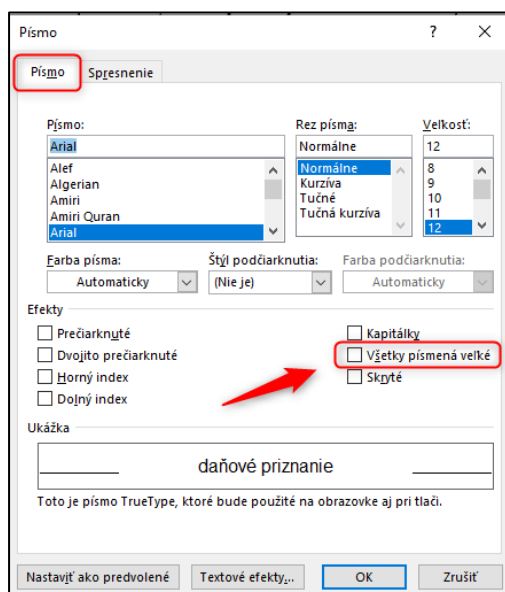 Písmo ? ×
Písmo Spresnenie
Písmo: Rez písma: Veľkosť:
Arial Normálne 12
Alef Normálne 8
Algerian Kurzíva 9
Amiri Tučné 10
Amiri Quran Tučná kurzíva 11
Arial 12
Farba písma: Štýl podčiarknutia: Farba podčiarknutia:
Automaticky (Nie je) Automaticky
Efekty
Prečiarknuté Kapitálky
Dvojito prečiarknuté Všetky písmená veľké
Horný index Skryté
Dolný index
Ukážka
daňové priznanie
Toto je písmo TrueType, ktoré bude použité na obrazovke aj pri tlači.
Nastaviť ako predvolené Textové efekty... OK Zrušiť